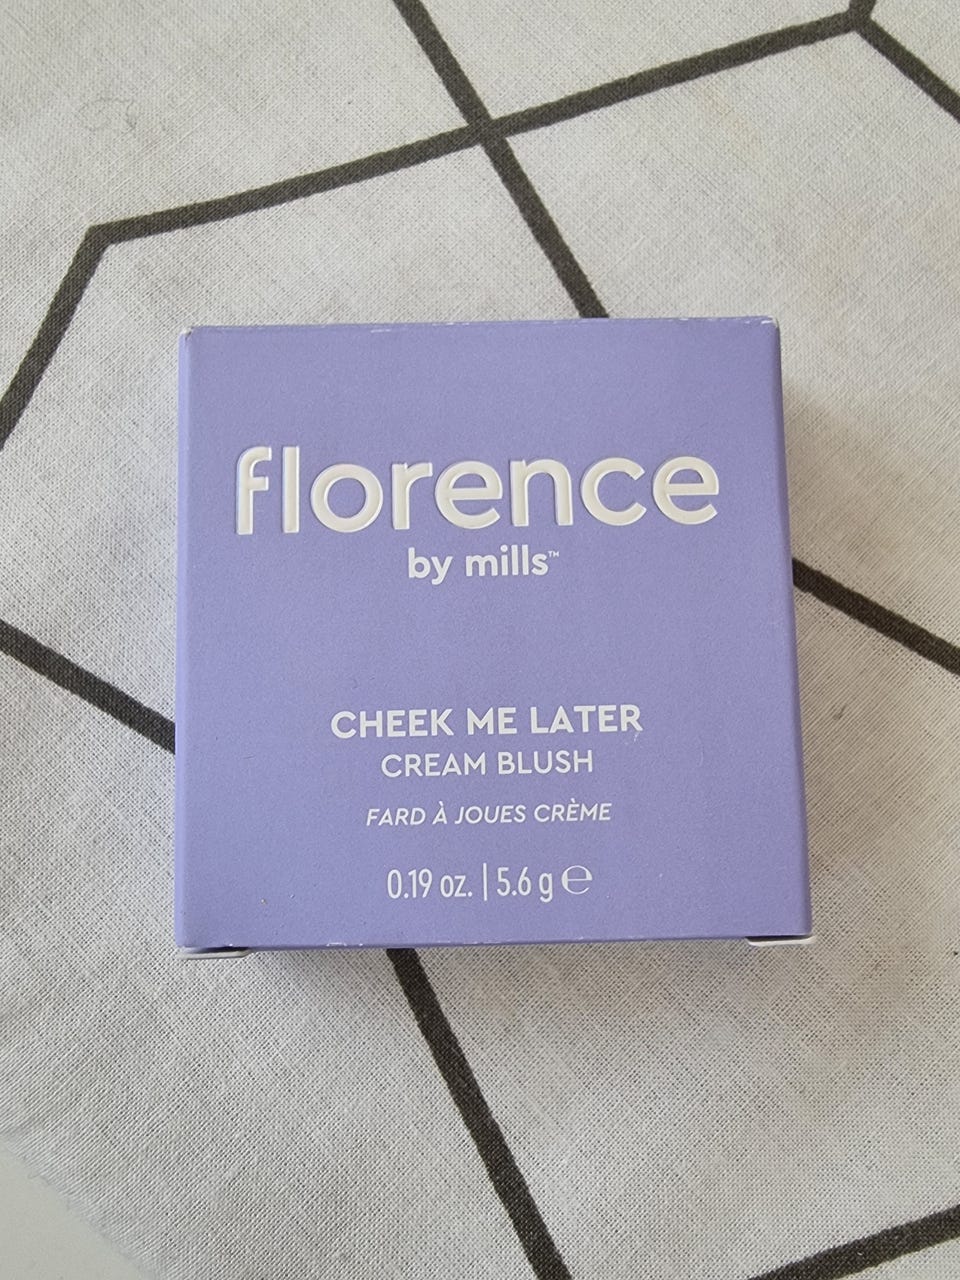 florence
by mills™
CHEEK ME LATER
CREAM BLUSH
FARD À JOUES CRÈME
0.19 oz. | 5.6 g ℮